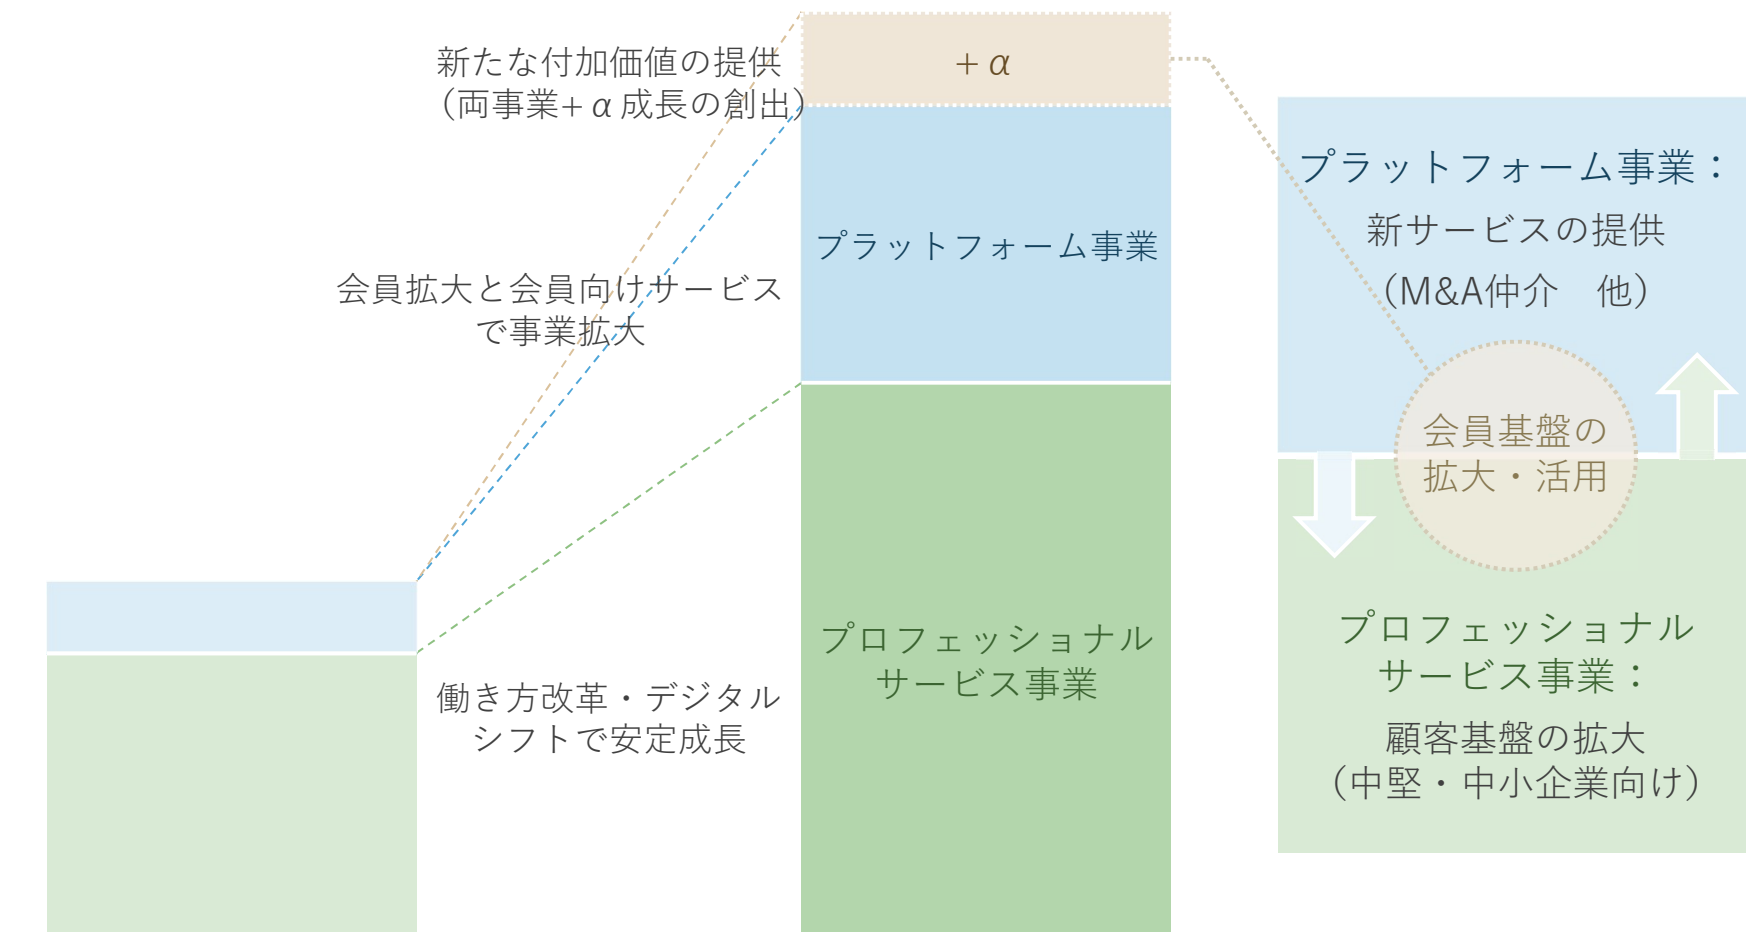 新たな付加価値の提供
（両事業+α成長の創出）
会員拡大と会員向けサービス
で事業拡大
働き方改革・デジタル
シフトで安定成長
+α
プラットフォーム事業
プロフェッショナル
サービス事業
プラットフォーム事業：
新サービスの提供
（M&A仲介　他）
会員基盤の
拡大・活用
プロフェッショナル
サービス事業：
顧客基盤の拡大
（中堅・中小企業向け）